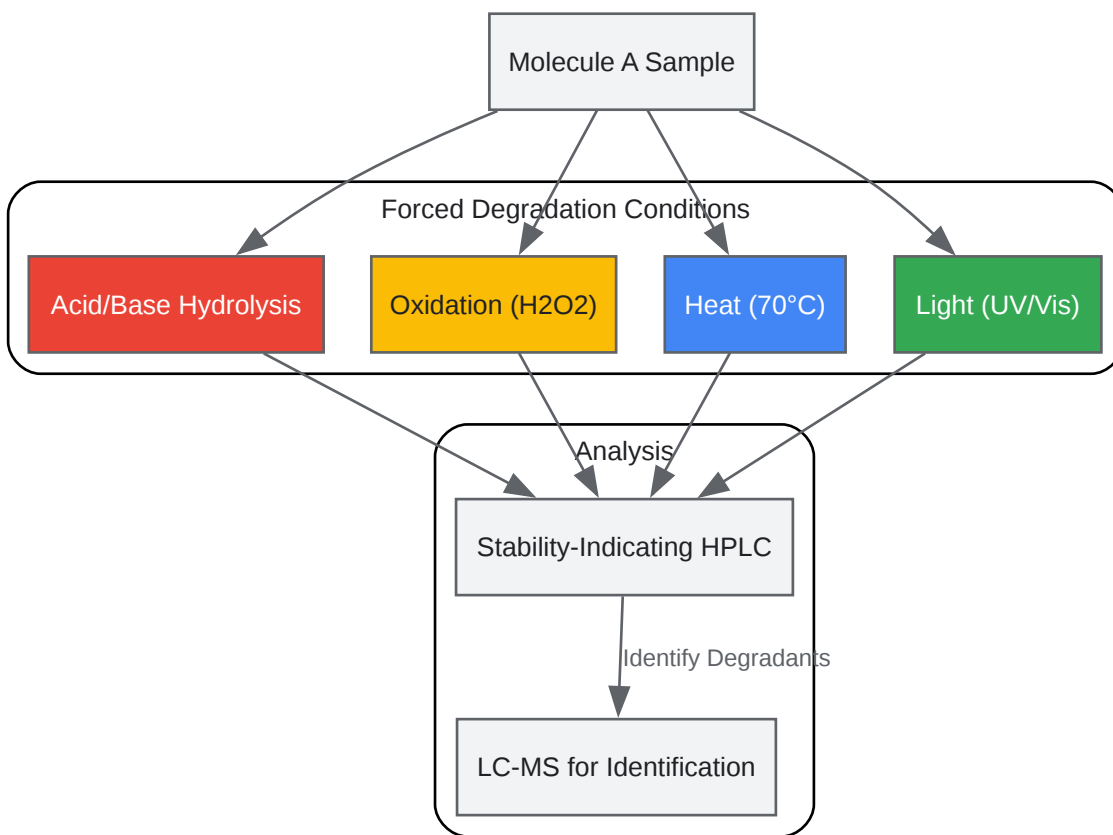 Molecule A Sample
Forced Degradation Conditions
Acid/Base Hydrolysis
Oxidation (H2O2)
Heat (70°C)
Light (UV/Vis)
Analysis
Stability-Indicating HPLC
Identify Degradants
LC-MS for Identification